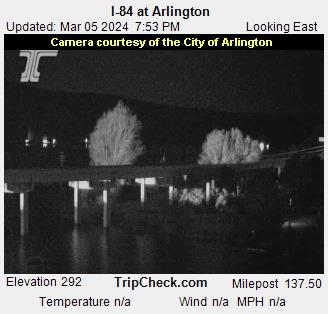 I-84 at Arlington
Updated: Mar 05 2024 7:53 PM Looking East
Camera courtesy of the City of Arlington
Elevation 292 TripCheck.com Milepost 137.50
Temperature n/a Wind n/a MPH n/a